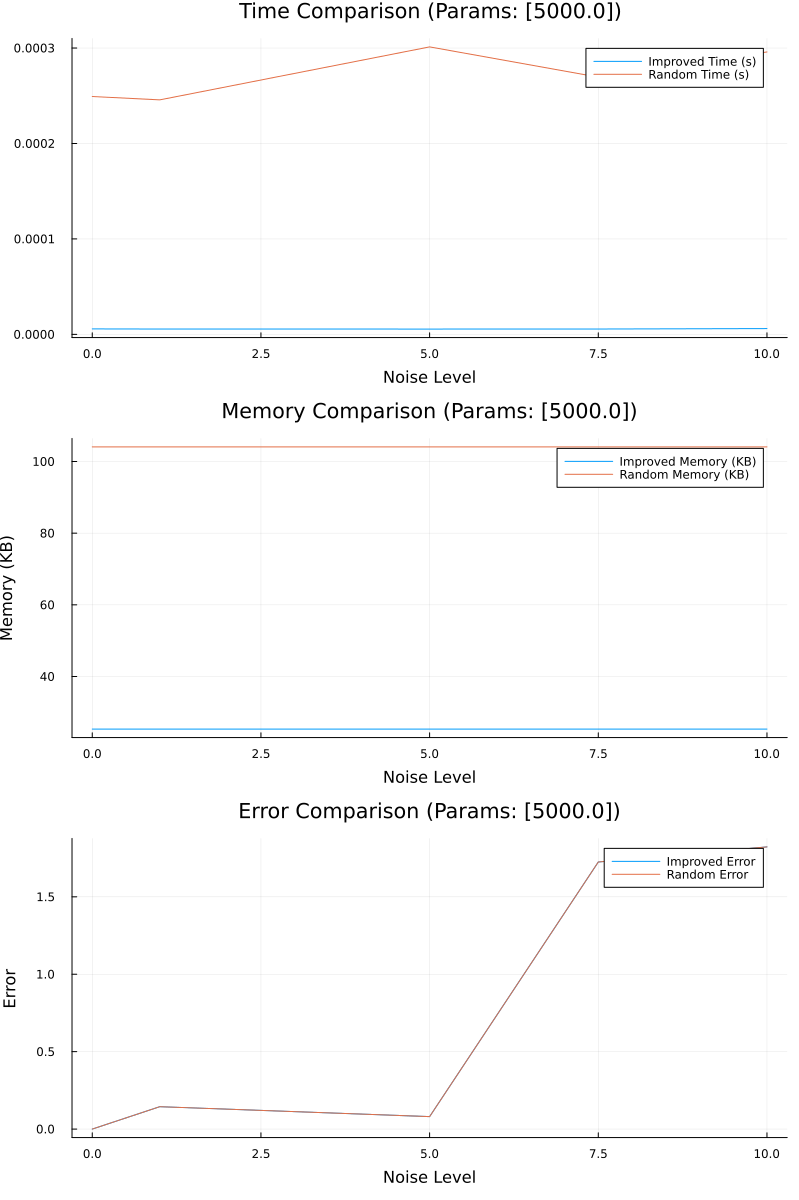 Time Comparison (Params: [5000.0])
0.0003
0.0002
0.0001
0.0000
Improved Time (s)
Random Time (s)
0.0 2.5 5.0 7.5 10.0
Noise Level
Memory Comparison (Params: [5000.0])
Memory (KB)
100
80
60
40
Improved Memory (KB)
Random Memory (KB)
0.0 2.5 5.0 7.5 10.0
Noise Level
Error Comparison (Params: [5000.0])
Error
1.5
1.0
0.5
0.0
Improved Error
Random Error
0.0 2.5 5.0 7.5 10.0
Noise Level